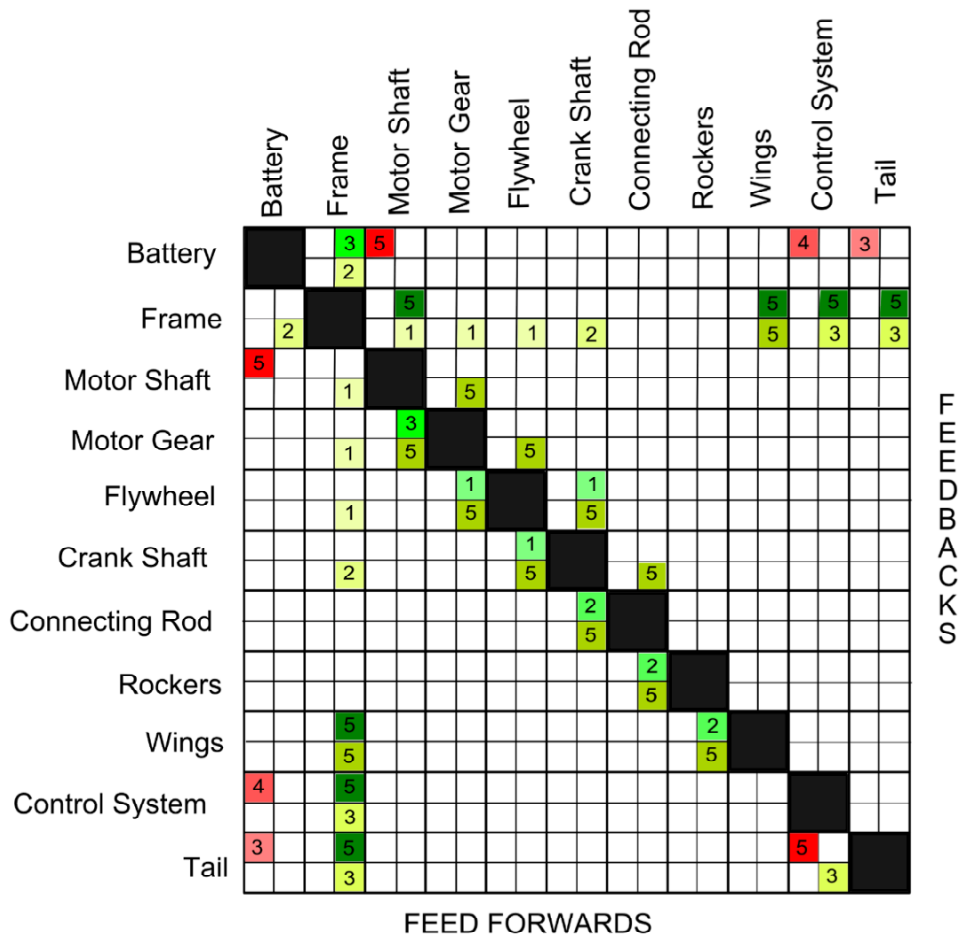 Battery
Frame
Motor Shaft
Motor Gear
Flywheel
Crank Shaft
Connecting Rod
Rockers
Wings
Control System
Tail
Battery 3 5 4 3
2
Frame 5 5 5 5
2 1 1 1 2 5 3 3
Motor Shaft 5
1 5
Motor Gear 3
1 5 5
Flywheel 1 1
1 5 5
Crank Shaft 1
2 5 5
Connecting Rod 2
5
Rockers 2
5
Wings 5 2
5 5
Control System 4 5
3
Tail 3 5 5
3 3
FEEDBACKS
FEED FORWARDS